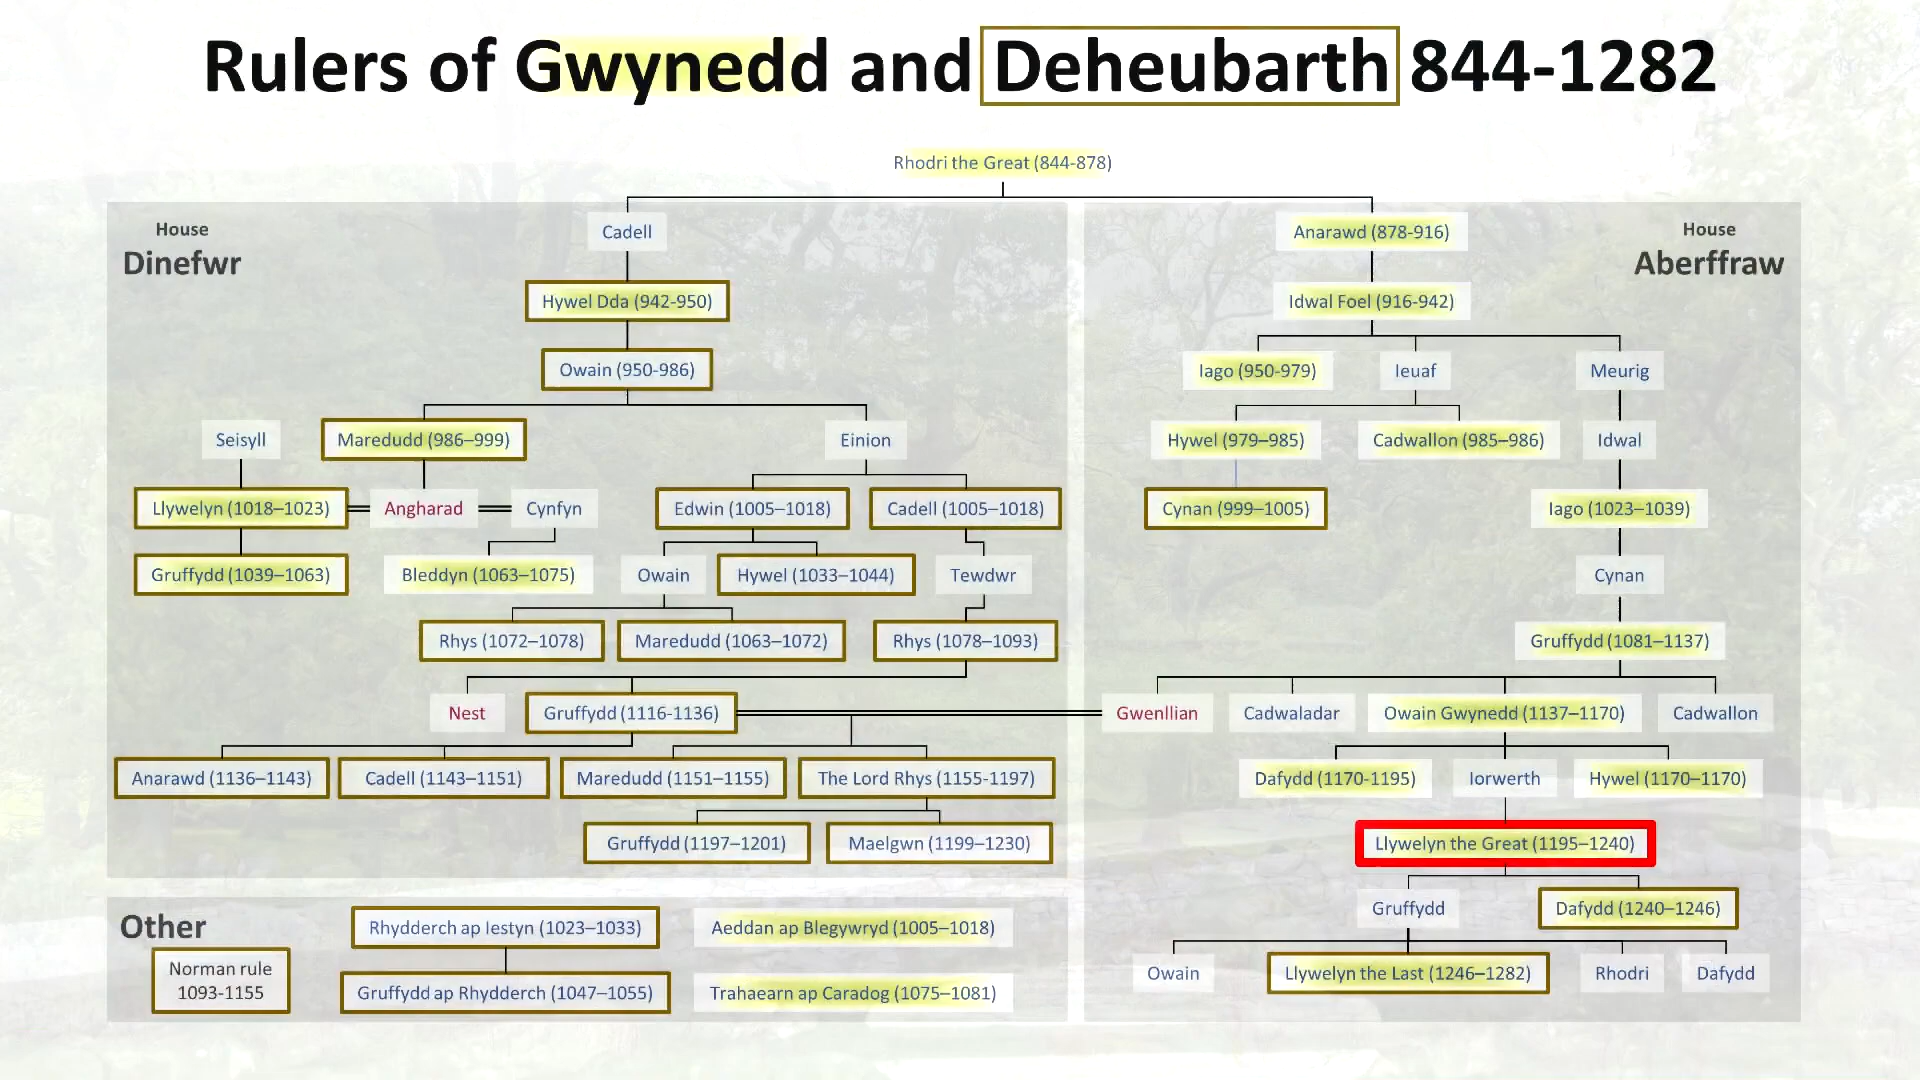 Rulers of Gwynedd and Deheubarth 844-1282
Rhodri the Great (844-878)
House
Dinefwr
Cadell
Anarawd (878-916)
House
Aberffraw
Hywel Dda (942-950)
Idwal Foel (916-942)
Owain (950-986)
Iago (950-979)
Ieuaf
Meurig
Seisyll
Maredudd (986–999)
Einion
Hywel (979–985)
Cadwallon (985–986)
Idwal
Llywelyn (1018–1023)
Angharad
Cynfyn
Edwin (1005–1018)
Cadell (1005–1018)
Cynan (999–1005)
Iago (1023–1039)
Gruffydd (1039–1063)
Bleddyn (1063–1075)
Owain
Hywel (1033–1044)
Tewdwr
Cynan
Rhys (1072–1078)
Maredudd (1063–1072)
Rhys (1078–1093)
Gruffydd (1081–1137)
Nest
Gruffydd (1116-1136)
Gwenllian
Cadwaladar
Owain Gwynedd (1137–1170)
Cadwallon
Anarawd (1136–1143)
Cadell (1143–1151)
Maredudd (1151–1155)
The Lord Rhys (1155-1197)
Dafydd (1170-1195)
Iorwerth
Hywel (1170–1170)
Gruffydd (1197–1201)
Maelgwn (1199–1230)
Llywelyn the Great (1195–1240)
Gruffydd
Dafydd (1240–1246)
Owain
Llywelyn the Last (1246–1282)
Rhodri
Dafydd
Other
Norman rule
1093-1155
Rhydderch ap Iestyn (1023–1033)
Aeddan ap Blegywryd (1005–1018)
Gruffydd ap Rhydderch (1047–1055)
Trahaearn ap Caradog (1075–1081)